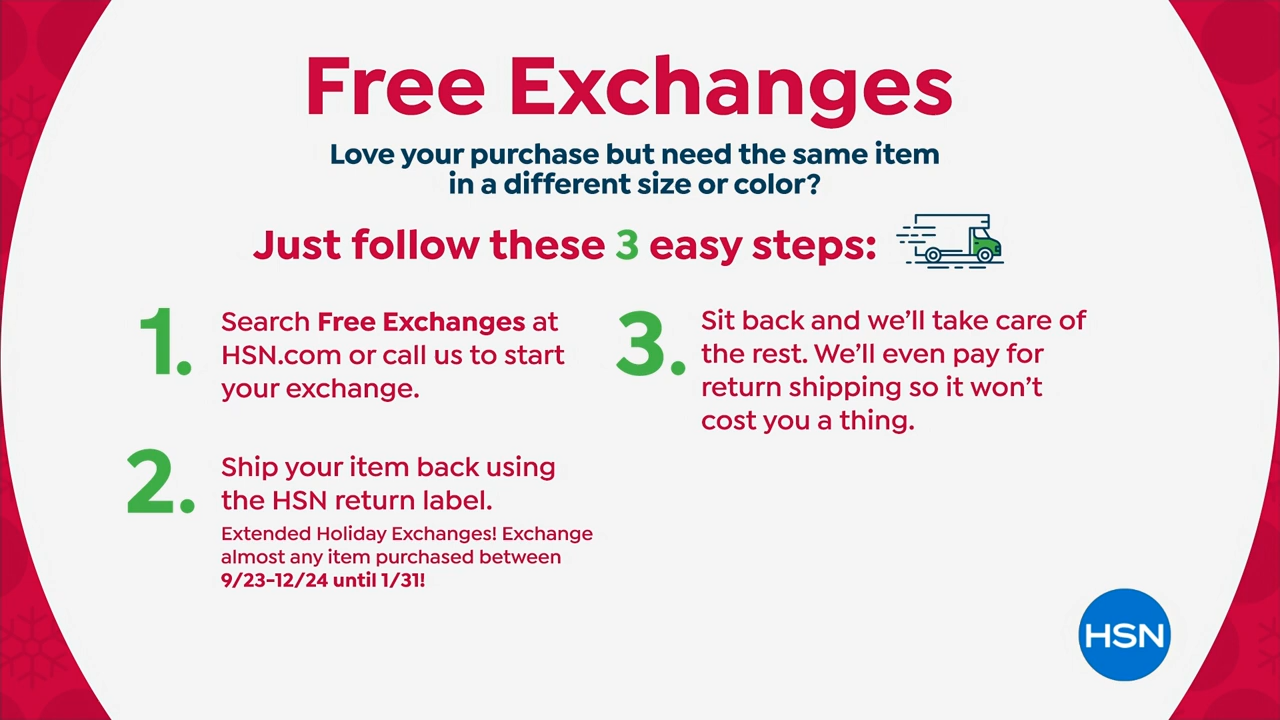 Free Exchanges
Love your purchase but need the same item
in a different size or color?
Just follow these 3 easy steps:
1. Search Free Exchanges at
HSN.com or call us to start
your exchange.
2. Ship your item back using
the HSN return label.
Extended Holiday Exchanges! Exchange
almost any item purchased between
9/23-12/24 until 1/31!
3. Sit back and we'll take care of
the rest. We'll even pay for
return shipping so it won't
cost you a thing.
HSN